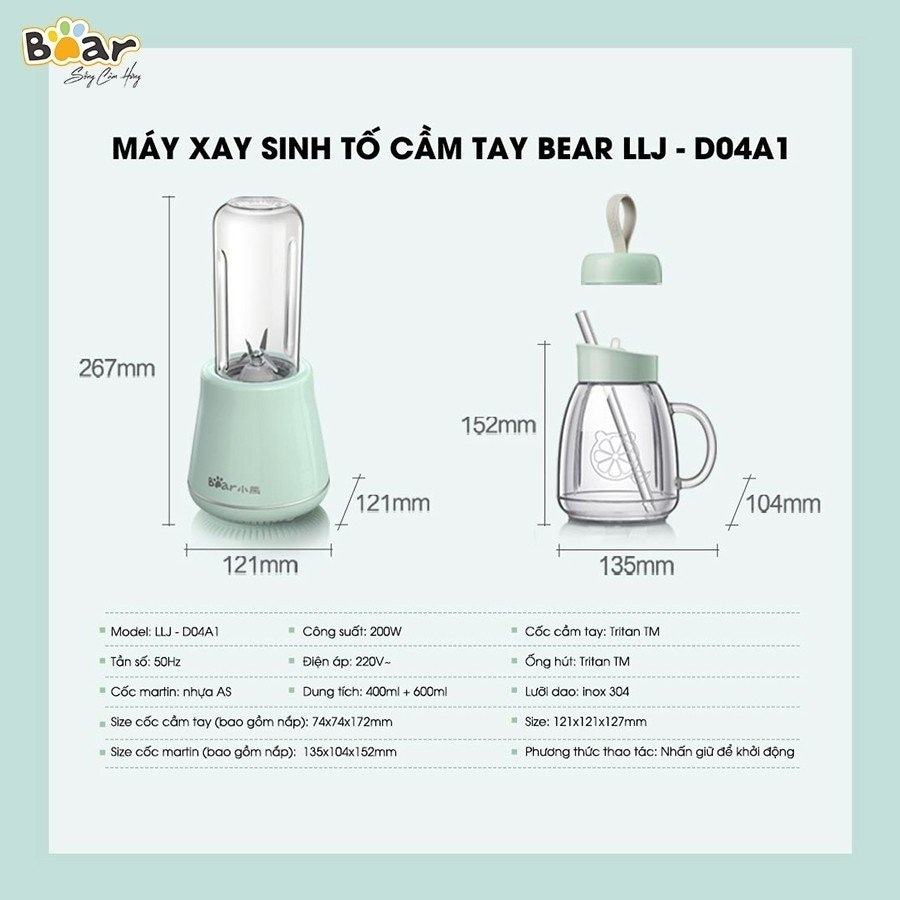 Bear
Sống Cảm Hứng
MÁY XAY SINH TỐ CẦM TAY BEAR LLJ - D04A1
267mm
152mm
Bear小熊
121mm
104mm
121mm
135mm
Model: LLJ - D04A1
Công suất: 200W
Cốc cầm tay: Tritan TM
Tần số: 50Hz
Điện áp: 220V~
Ống hút: Tritan TM
Cốc martin: nhựa AS
Dung tích: 400ml + 600ml
Lưỡi dao: inox 304
Size cốc cầm tay (bao gồm nắp): 74x74x172mm
Size: 121x121x127mm
Size cốc martin (bao gồm nắp): 135x104x152mm
Phương thức thao tác: Nhấn giữ để khởi động